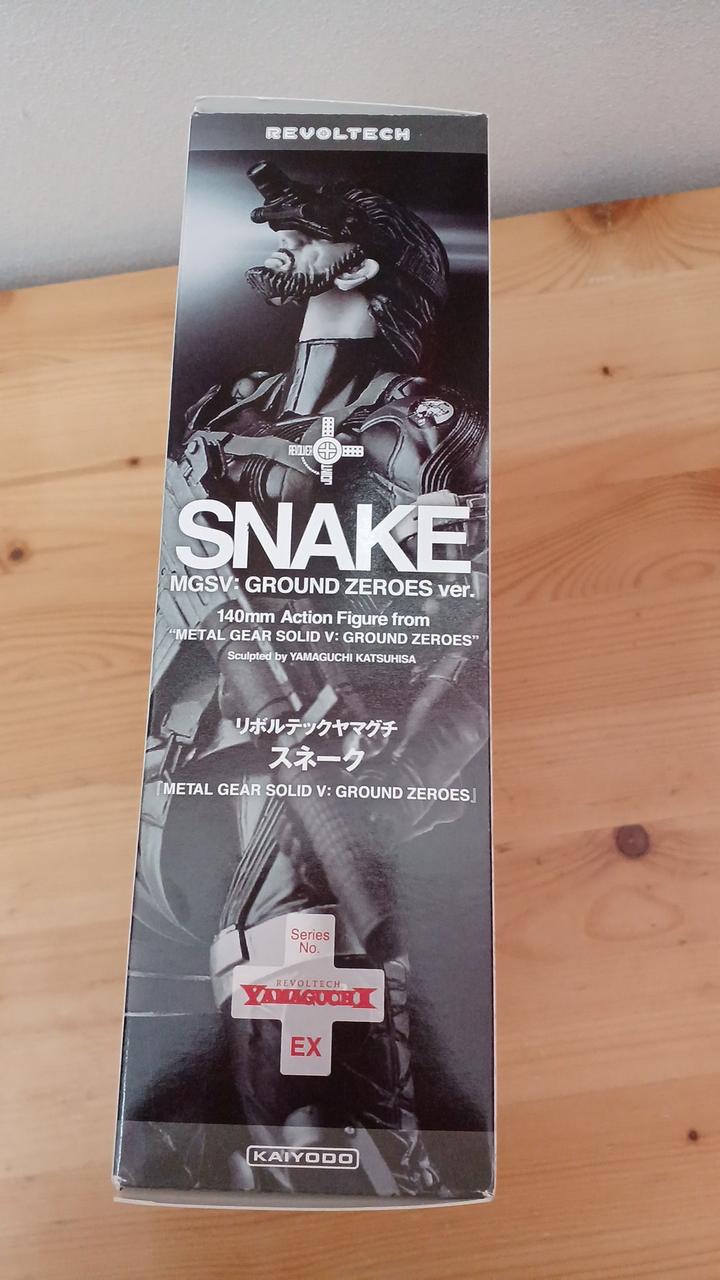 REVOLTECH
REVOLVER
JOINT
SNAKE
MGSV: GROUND ZEROES ver.
140mm Action Figure from
“METAL GEAR SOLID V: GROUND ZEROES”
Sculpted by YAMAGUCHI KATSUHISA
リボルテックヤマグチ
スネーク
『METAL GEAR SOLID V: GROUND ZEROES』
Series
No.
REVOLTECH
YAMAGUCHI
EX
KAIYODO